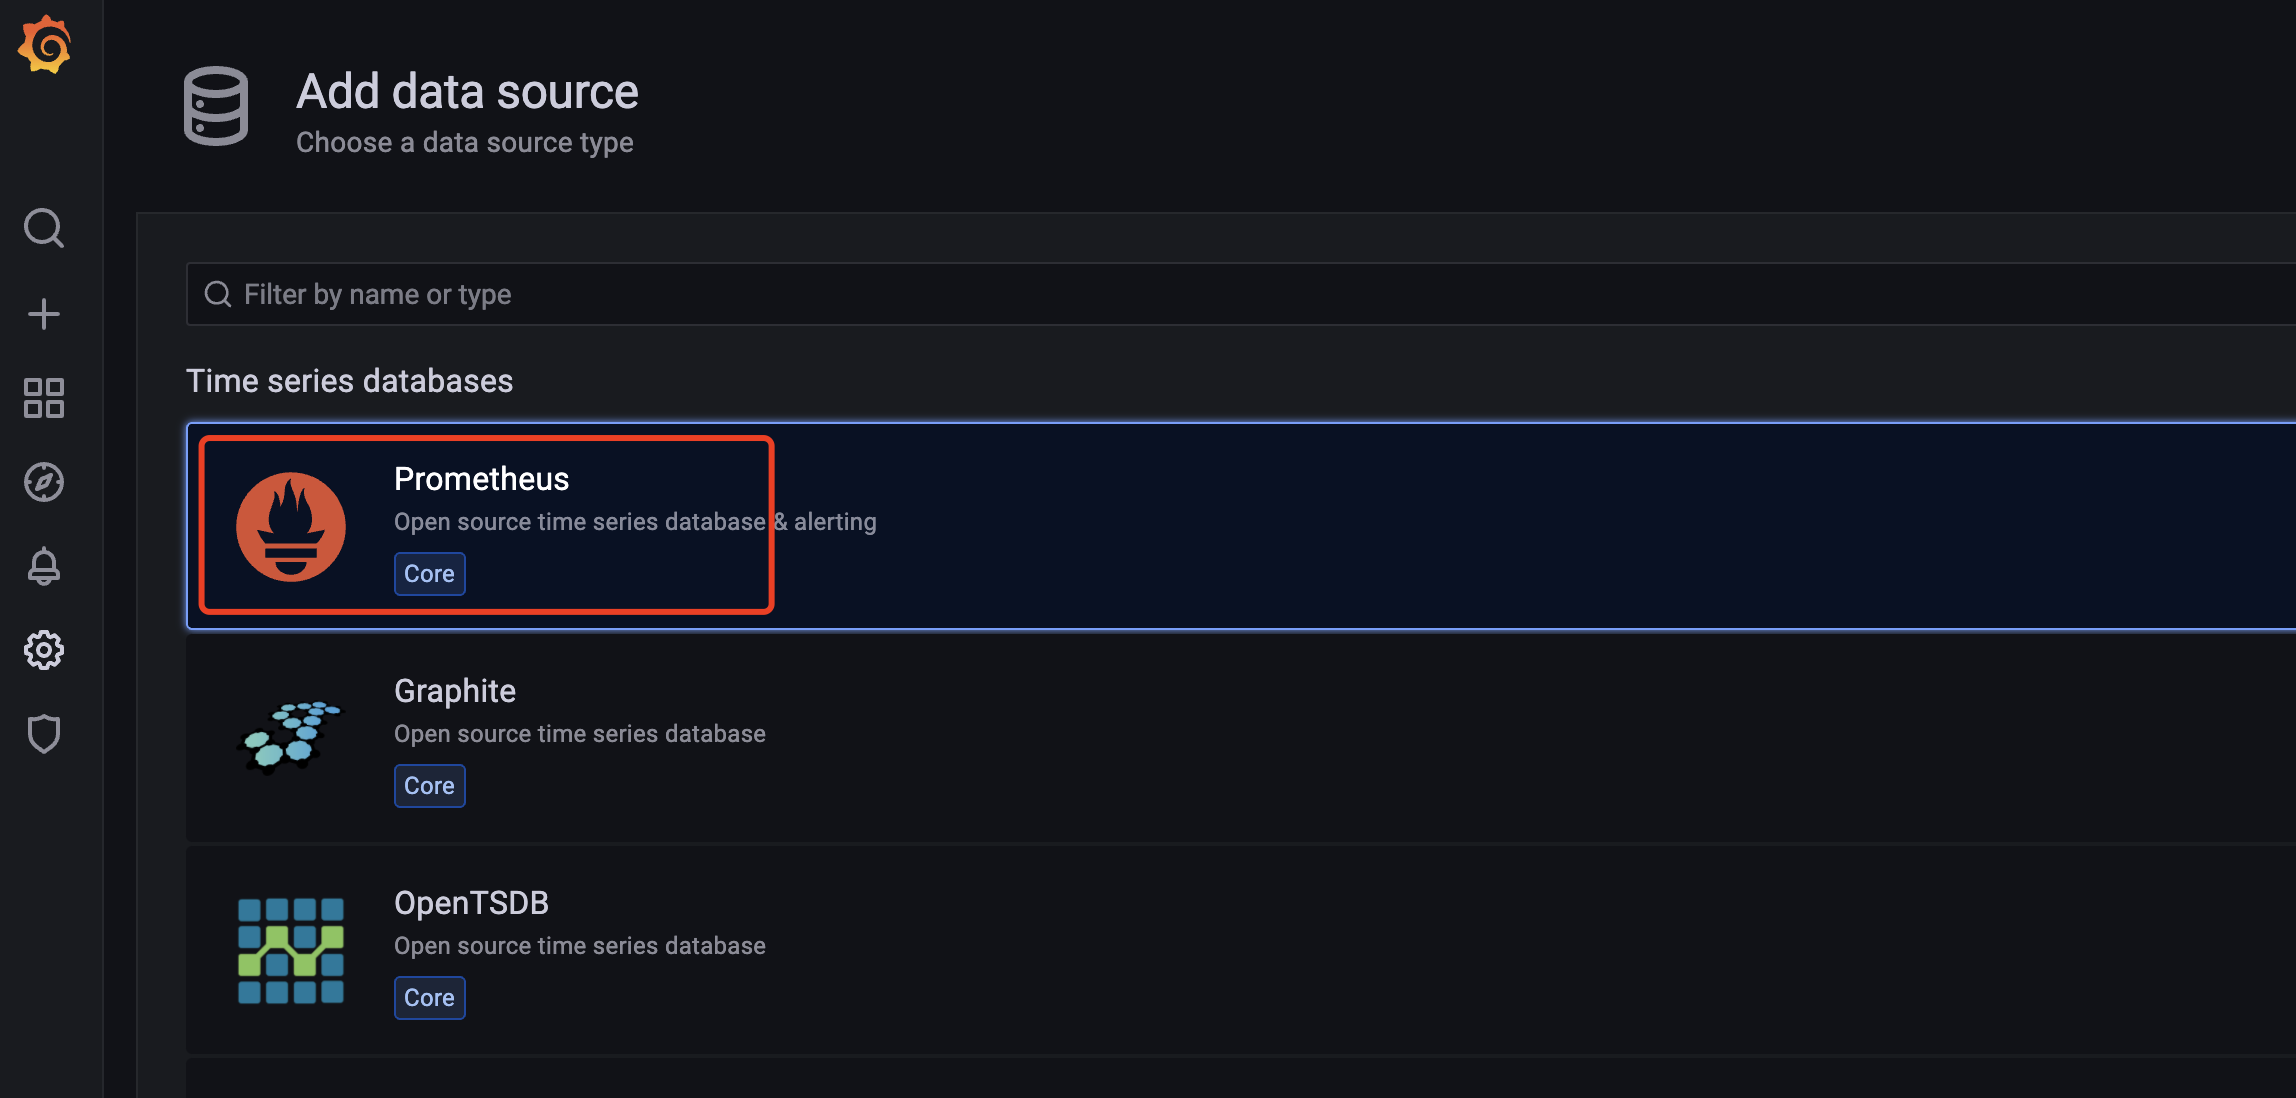 Add data source
Choose a data source type
Filter by name or type
Time series databases
Prometheus
Open source time series database & alerting
Core
Graphite
Open source time series database
Core
OpenTSDB
Open source time series database
Core